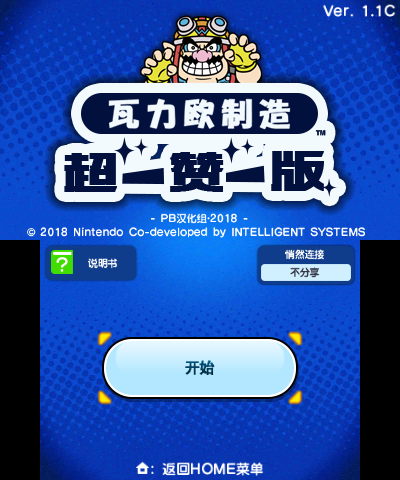 Ver. 1.1C
瓦力欧制造
TM
超一赞一版
- PB汉化组·2018 -
© 2018 Nintendo Co-developed by INTELLIGENT SYSTEMS
? 说明书
悄然连接
不分享
开始
: 返回HOME菜单